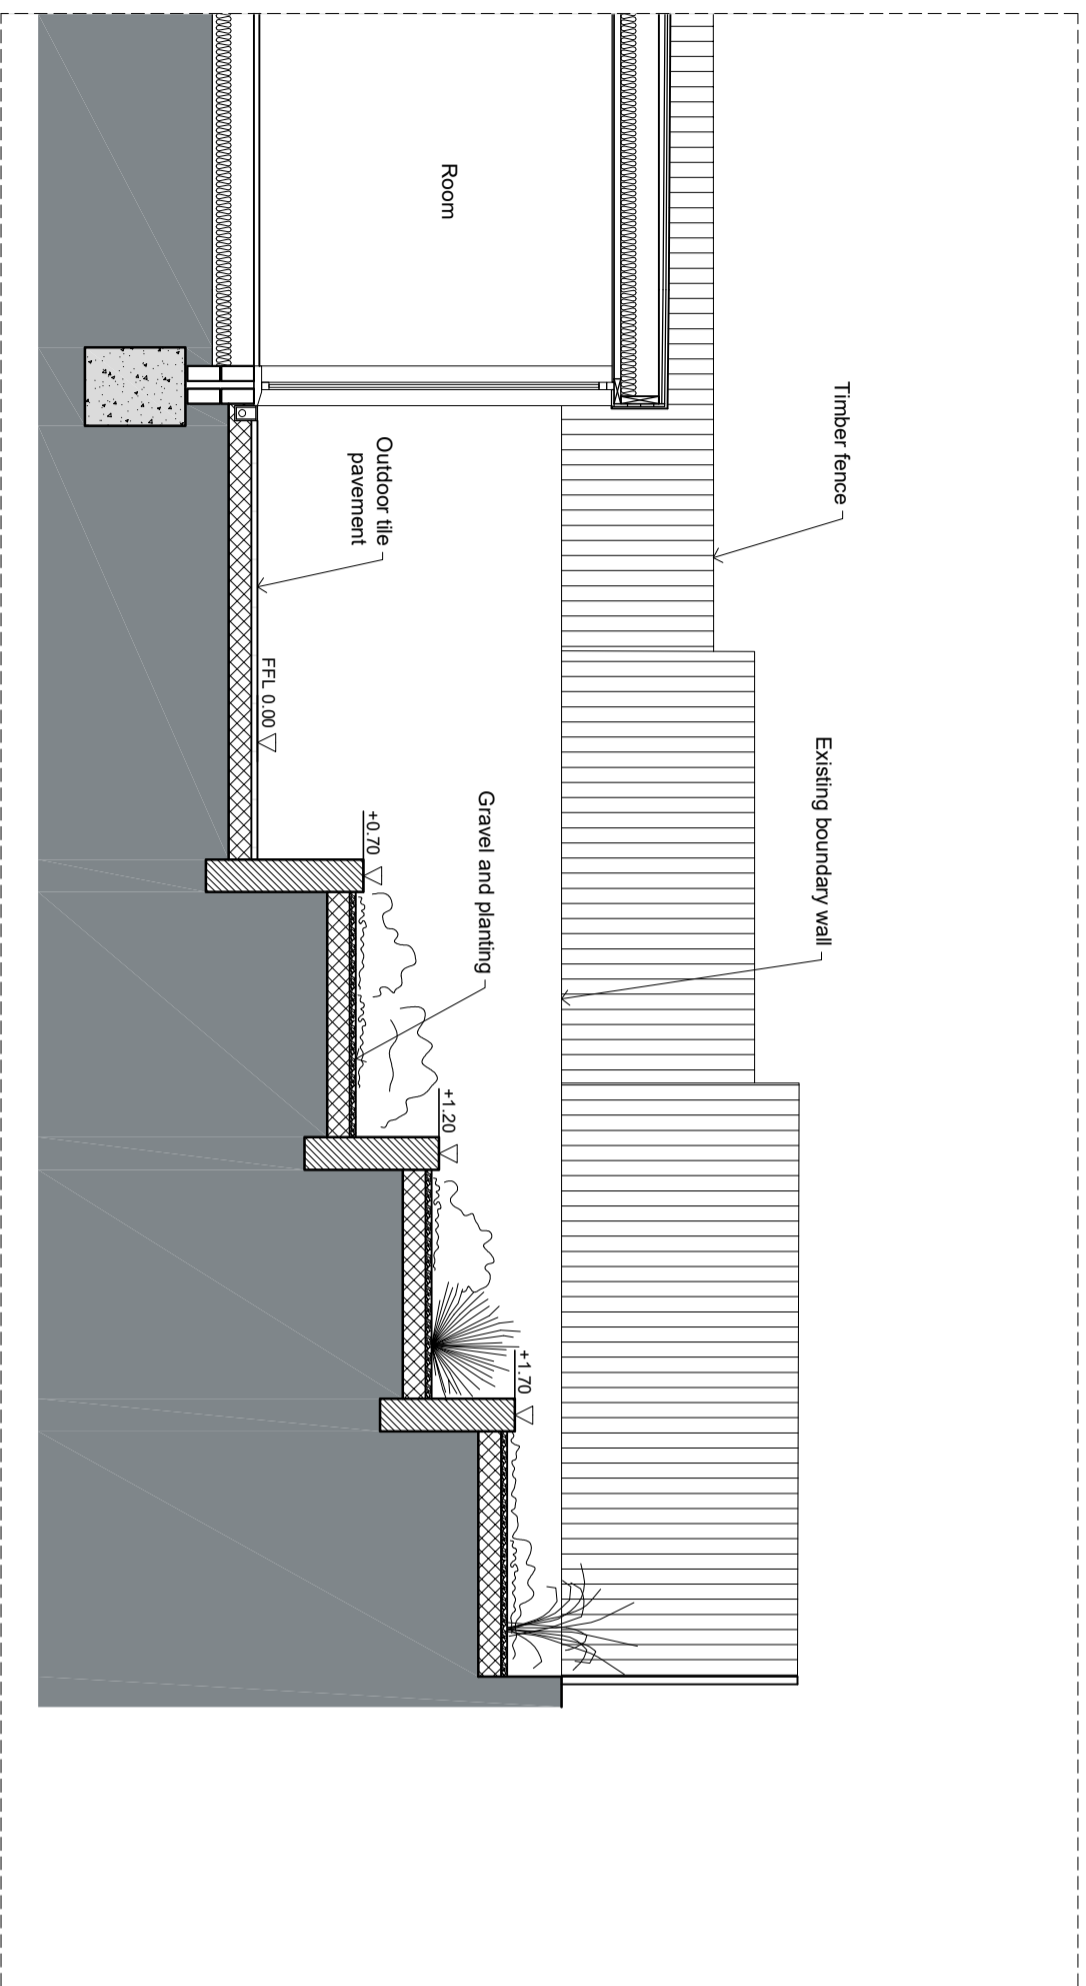 Timber fence
Existing boundary wall
Room
Outdoor tile
pavement
Gravel and planting
FFL 0.00
+0.70
+1.20
+1.70